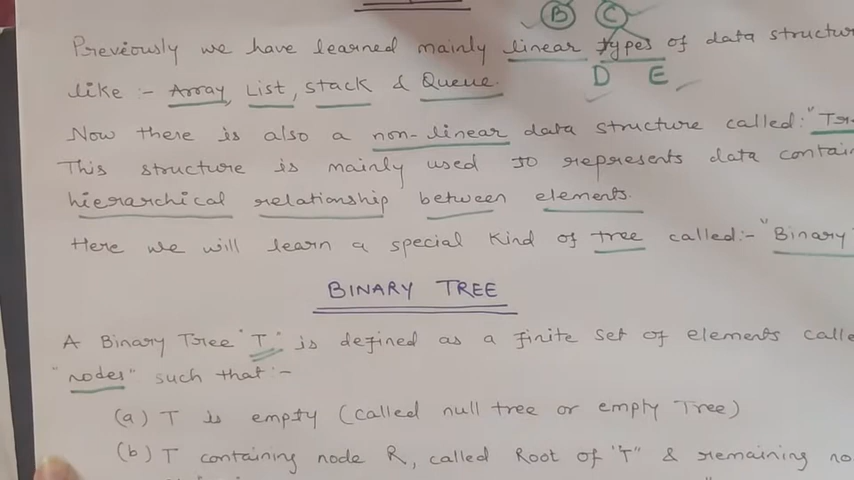 B C
Previously we have learned mainly linear types of data structur
D E
like :- Array, List, Stack & Queue.
Now there is also a non-linear data structure called:- "Tr
This structure is mainly used to represents data contain
hierarchical relationship between elements.
Here we will learn a special kind of tree called:- "Binary
BINARY TREE
A Binary Tree "T" is defined as a finite set of elements calle
"nodes" such that :-
(a) T is empty (called null tree or empty Tree)
(b) T containing node R, called Root of "T" & remaining no